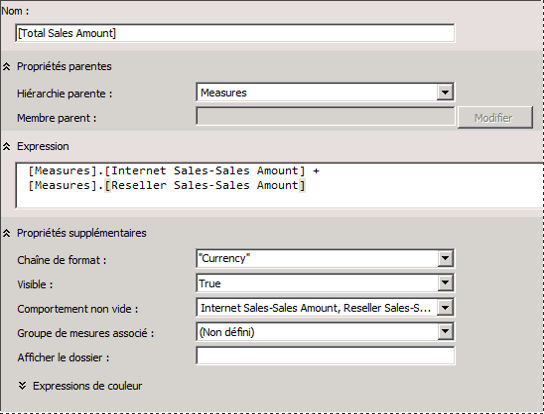 Nom :
[Total Sales Amount]
Propriétés parentes
Hiérarchie parente :
Measures
Membre parent :
Modifier
Expression
[Measures].[Internet Sales-Sales Amount] +
[Measures].[Reseller Sales-Sales Amount]
Propriétés supplémentaires
Chaîne de format :
"Currency"
Visible :
True
Comportement non vide :
Internet Sales-Sales Amount, Reseller Sales-S...
Groupe de mesures associé :
(Non défini)
Afficher le dossier :
Expressions de couleur